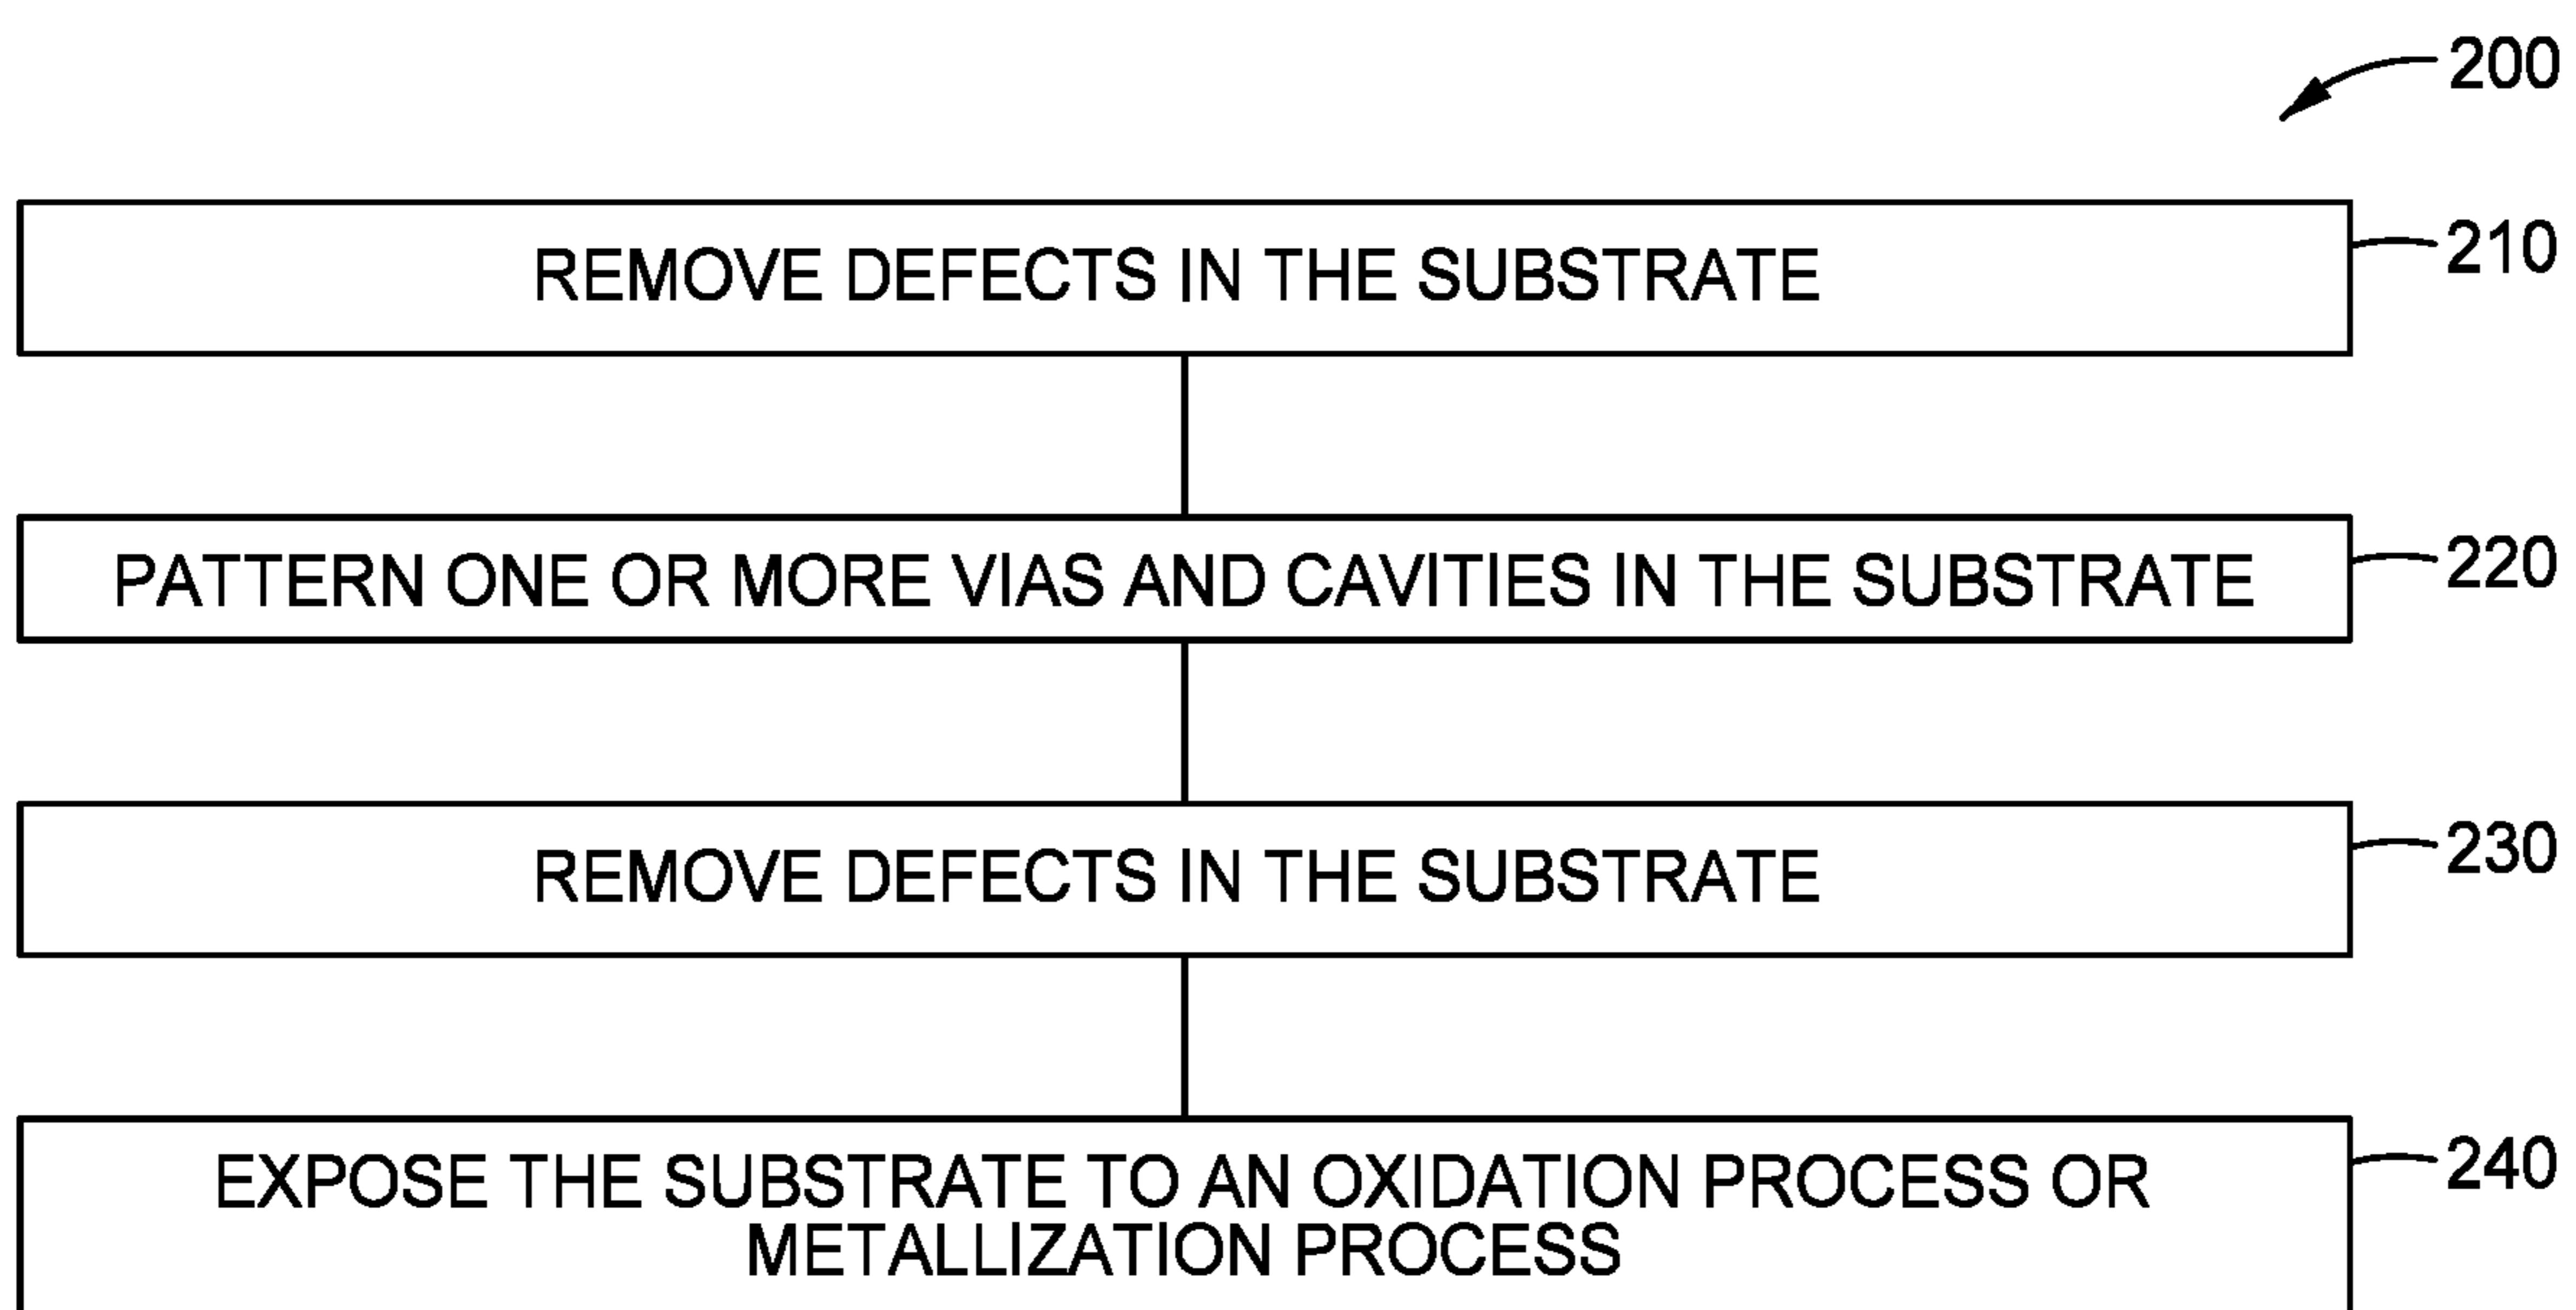 200
REMOVE DEFECTS IN THE SUBSTRATE
210
PATTERN ONE OR MORE VIAS AND CAVITIES IN THE SUBSTRATE
220
REMOVE DEFECTS IN THE SUBSTRATE
230
EXPOSE THE SUBSTRATE TO AN OXIDATION PROCESS OR
METALLIZATION PROCESS
240